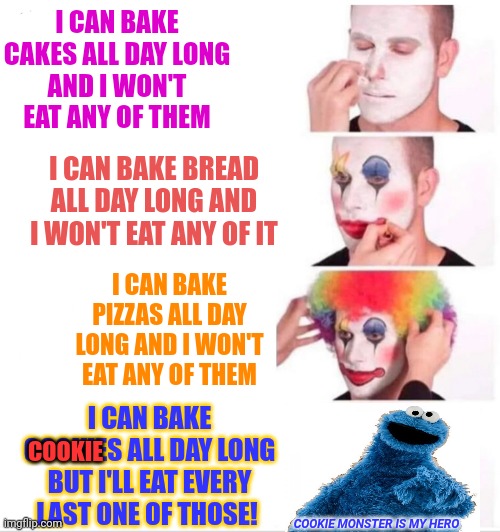 I CAN BAKE
CAKES ALL DAY LONG
AND I WON'T
EAT ANY OF THEM
I CAN BAKE BREAD
ALL DAY LONG AND
I WON'T EAT ANY OF IT
I CAN BAKE
PIZZAS ALL DAY
LONG AND I WON'T
EAT ANY OF THEM
I CAN BAKE
COOKIES ALL DAY LONG
BUT I'LL EAT EVERY
LAST ONE OF THOSE!
COOKIE MONSTER IS MY HERO
imgflip.com